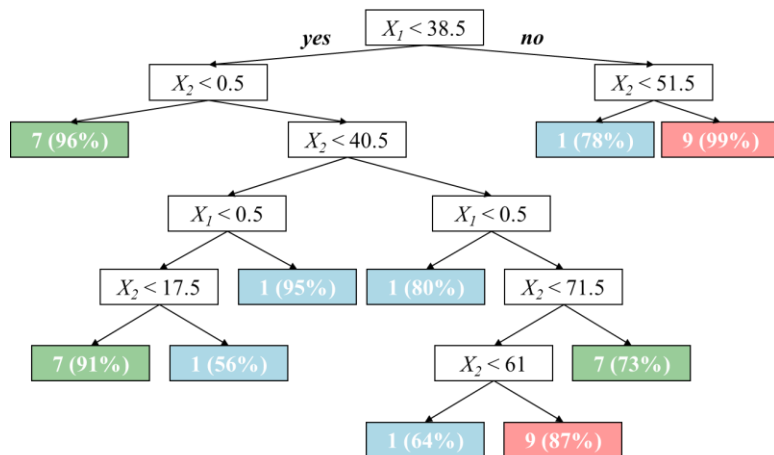 X₁ < 38.5
yes
no
X₂ < 0.5
X₂ < 51.5
7 (96%)
X₂ < 40.5
1 (78%)
9 (99%)
X₁ < 0.5
X₁ < 0.5
X₂ < 17.5
1 (95%)
1 (80%)
X₂ < 71.5
7 (91%)
1 (56%)
X₂ < 61
7 (73%)
1 (64%)
9 (87%)